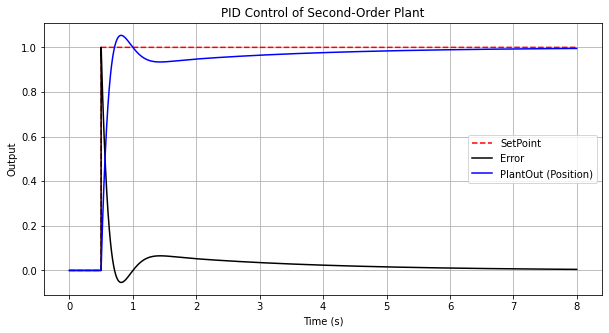 PID Control of Second-Order Plant
Output
1.0
0.8
0.6
0.4
0.2
0.0
SetPoint
Error
PlantOut (Position)
0 1 2 3 4 5 6 7 8
Time (s)